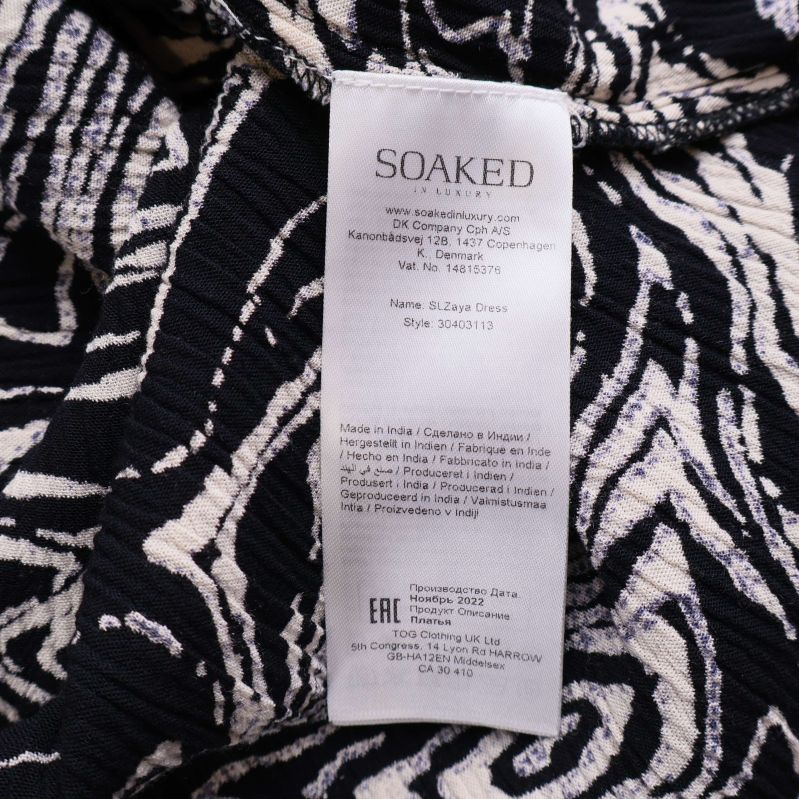 SOAKED
IN LUXURY
www.soakedinluxury.com
DK Company Cph A/S
Kanonbådsvej 12B, 1437 Copenhagen
K., Denmark
Vat. No. 14815376
Name: SLZaya Dress
Style: 30403113
Made in India / Сделано в Индии /
Hergestellt in Indien / Fabrique en Inde
/ Hecho en India / Fabbricato in India /
صنع في الهند / Produceret i Indien /
Produsert i India / Producerad i Indien /
Geproduceerd in India / Valmistusmaa
Intia / Proizvedeno v Indiji
Производство Дата.
Ноябрь 2022
EAC Продукт Описание
Платья
TOG Clothing UK Ltd
5th Congress, 14 Lyon Rd HARROW
GB-HA12EN Middelsex
CA 30 410